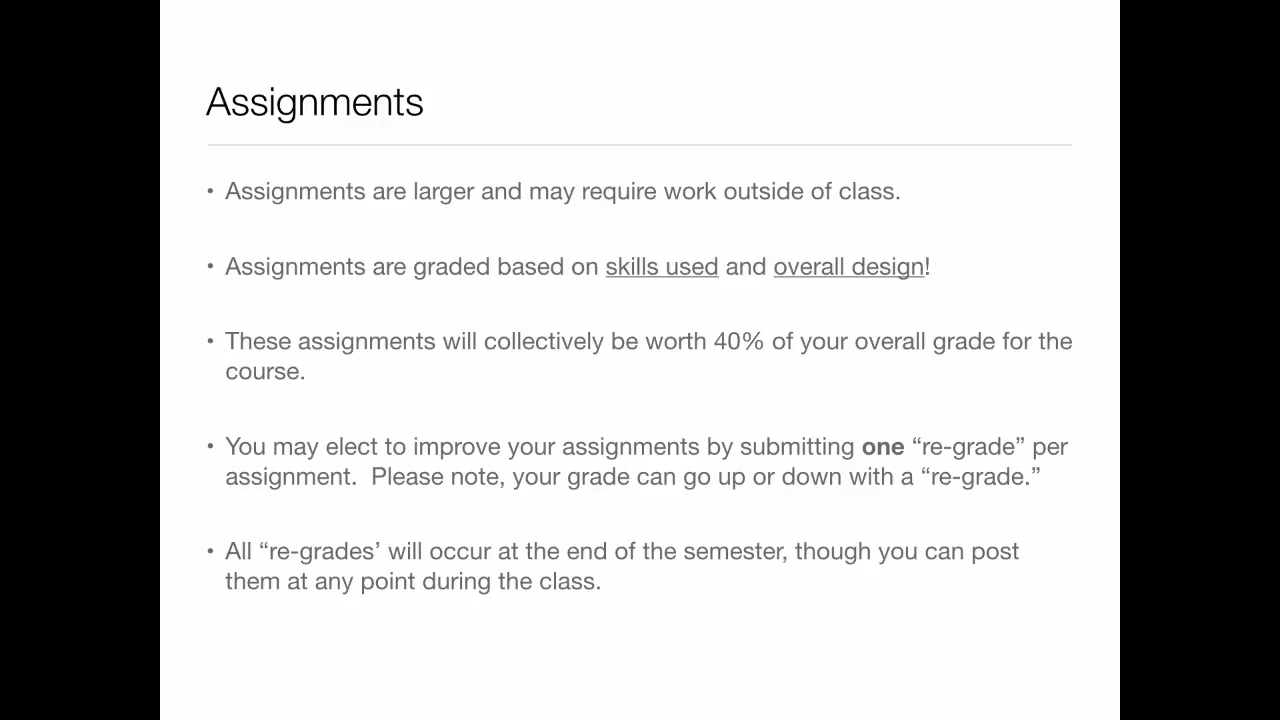 Assignments
• Assignments are larger and may require work outside of class.
• Assignments are graded based on skills used and overall design!
• These assignments will collectively be worth 40% of your overall grade for the
course.
• You may elect to improve your assignments by submitting one “re-grade” per
assignment.  Please note, your grade can go up or down with a “re-grade.”
• All “re-grades’ will occur at the end of the semester, though you can post
them at any point during the class.